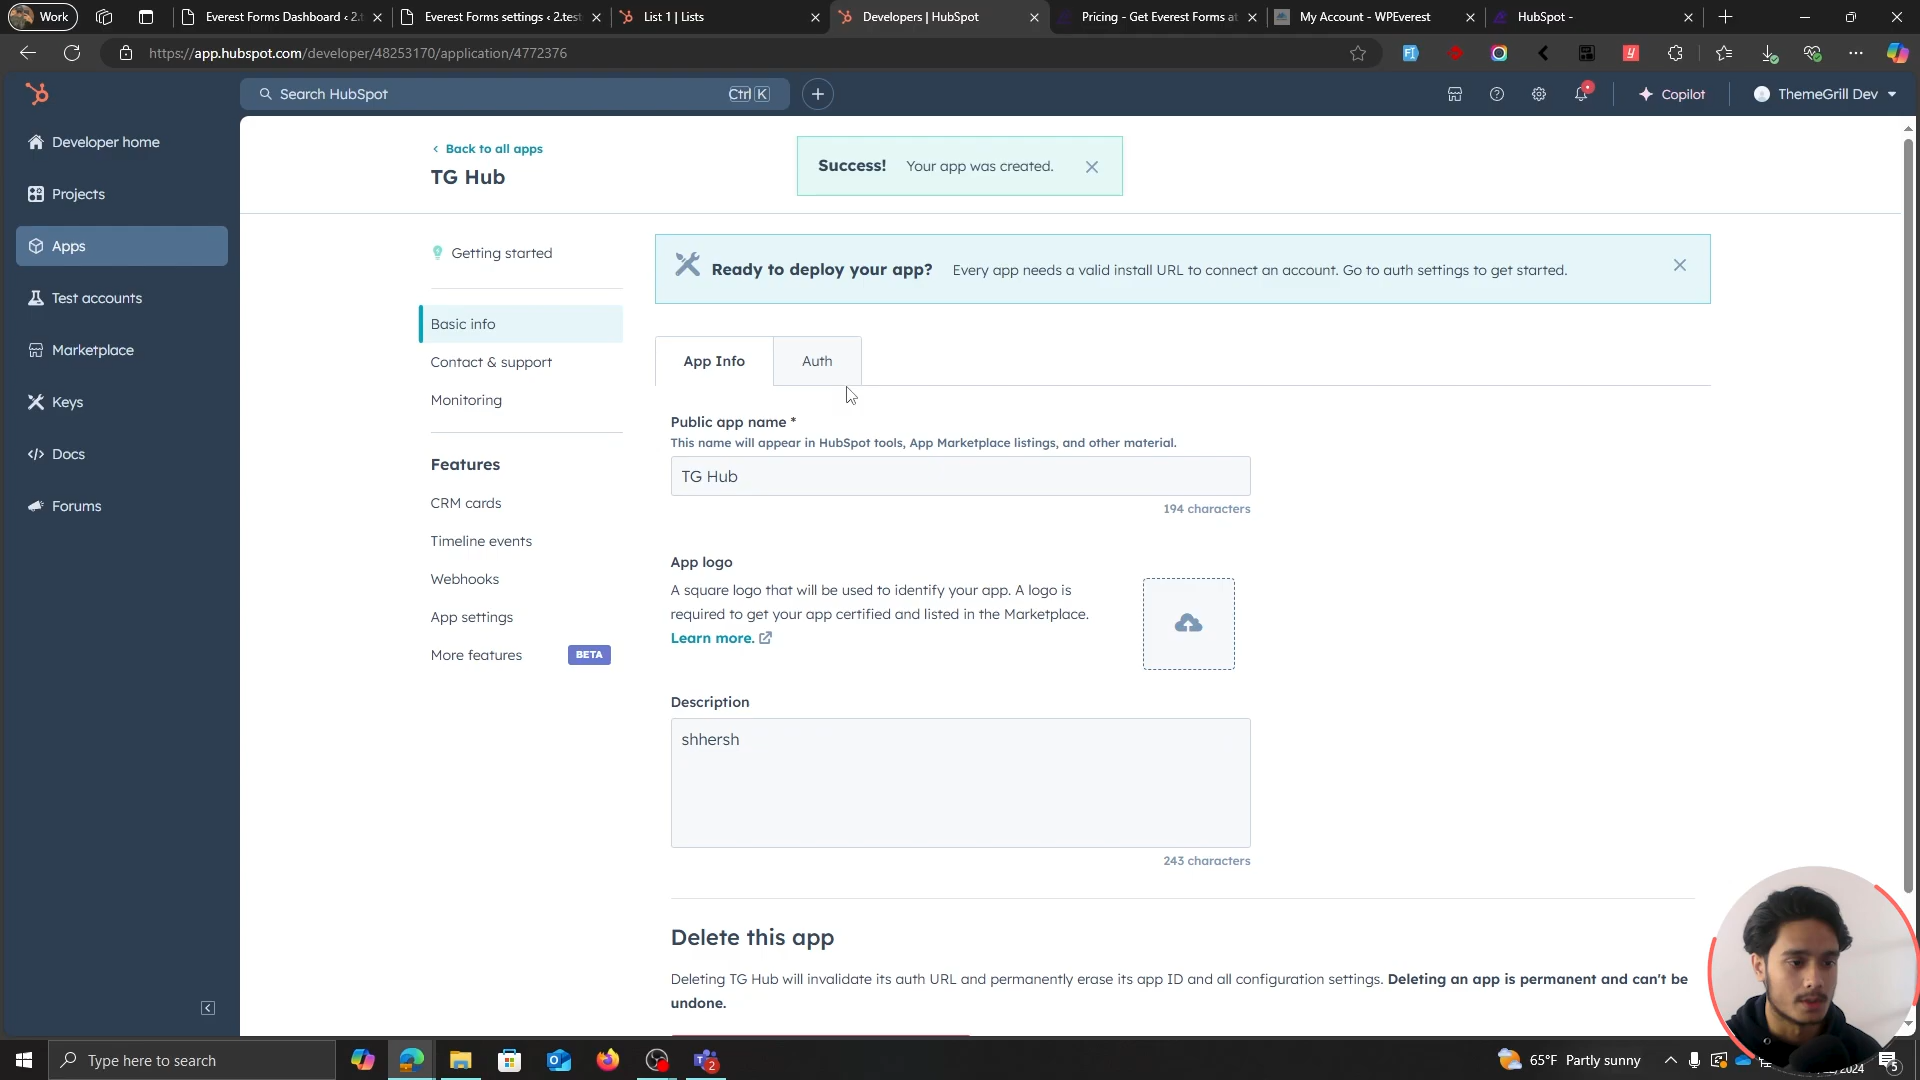 Work
Everest Forms Dashboard ‹ 2.t
Everest Forms settings ‹ 2.test
List 1 | Lists
Developers | HubSpot
Pricing - Get Everest Forms at
My Account - WPEverest
HubSpot -
https://app.hubspot.com/developer/48253170/application/4772376
Search HubSpot
Ctrl K
Copilot
ThemeGrill Dev
Developer home
Projects
Apps
Test accounts
Marketplace
Keys
Docs
Forums
Back to all apps
TG Hub
Success! Your app was created.
Getting started
Basic info
Contact & support
Monitoring
Features
CRM cards
Timeline events
Webhooks
App settings
More features BETA
Ready to deploy your app? Every app needs a valid install URL to connect an account. Go to auth settings to get started.
App Info
Auth
Public app name *
This name will appear in HubSpot tools, App Marketplace listings, and other material.
TG Hub
194 characters
App logo
A square logo that will be used to identify your app. A logo is
required to get your app certified and listed in the Marketplace.
Learn more.
Description
shhersh
243 characters
Delete this app
Deleting TG Hub will invalidate its auth URL and permanently erase its app ID and all configuration settings. Deleting an app is permanent and can't be
undone.
Type here to search
2
65°F Partly sunny
2024
5